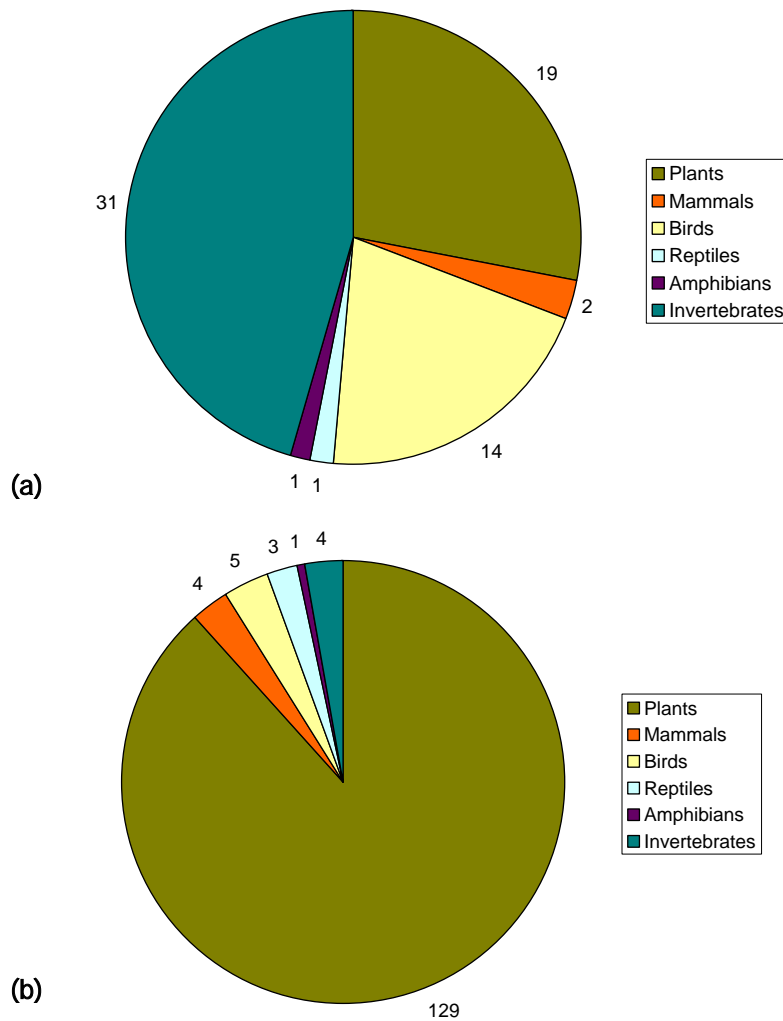 19
31
Plants
Mammals
Birds
Reptiles
Amphibians
Invertebrates
2
14
1 1
(a)
4 5 3 1 4
Plants
Mammals
Birds
Reptiles
Amphibians
Invertebrates
(b)
129